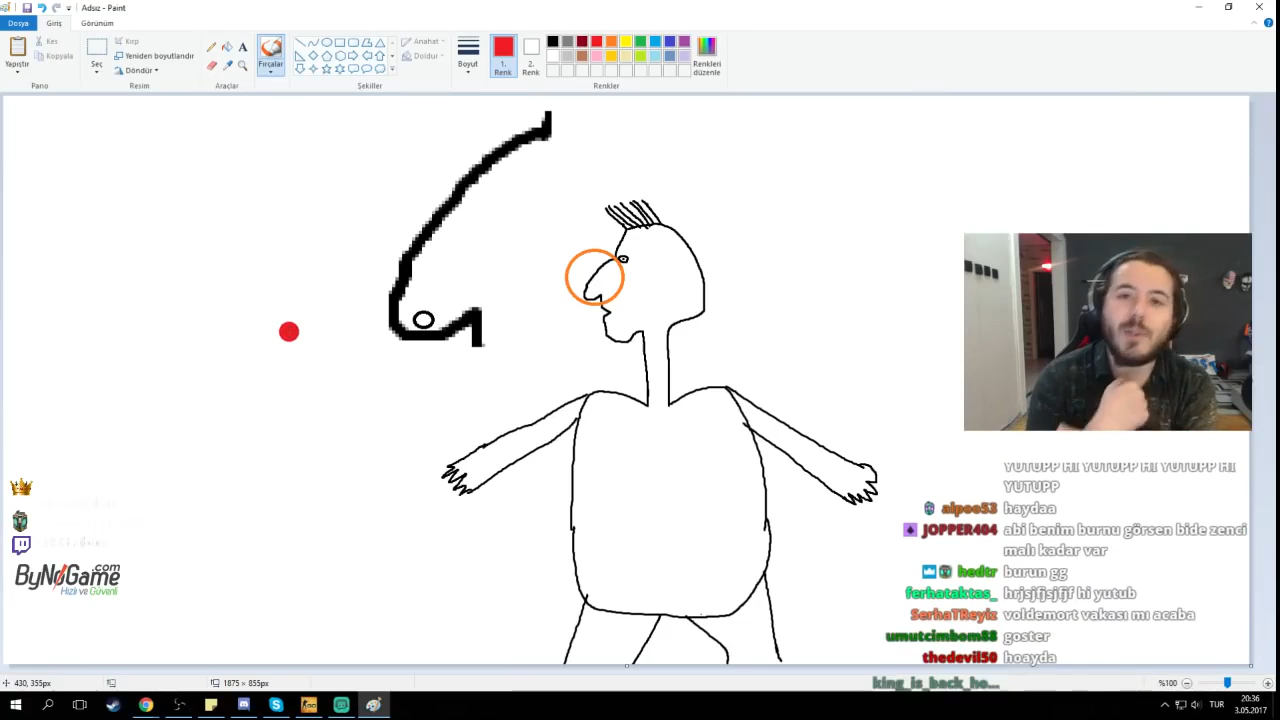 Adsız - Paint
Dosya
Giriş
Görünüm
Yapıştır
Kes
Kopyala
Pano
Seç
Kırp
Yeniden boyutlandır
Döndür
Resim
Araçlar
Fırçalar
Anahat
Doldur
Şekiller
Boyut
1. Renk
2. Renk
Renkleri düzenle
Renkler
YUTUPP HI YUTUPP HI YUTUPP HI
YUTUPP
alpoo53 haydaa
JOPPER404 abi benim burnu görsen bide zenci
malı kadar var
hedtr burun gg
ferhataktas_ hrjsjfjsjfjf hi yutub
SerhaTReyiz voldemort vakası mı acaba
umutcimbom88 goster
thedevil50 hoayda
king_is_back_ho...
ByNoGame.com
Hızlı ve Güvenli
430, 355px
1875 × 855px
%100
TUR
20:36
3.05.2017